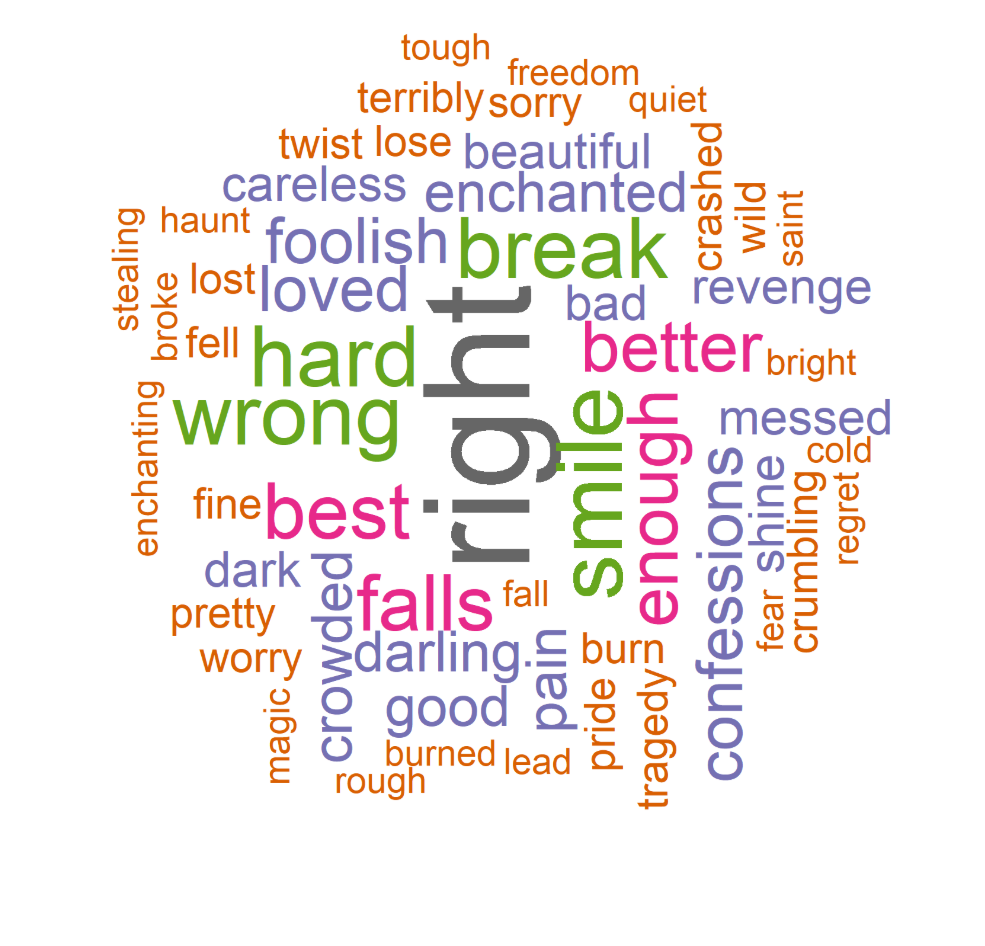 tough
freedom
terribly
sorry
quiet
twist
lose
beautiful
crashed
careless
enchanted
wild
saint
stealing
haunt
foolish
break
lost
loved
bad
revenge
broke
fell
hard
right
better
bright
enchanting
wrong
smile
enough
messed
cold
confessions
shine
crumbling
regret
fine
best
dark
crowded
falls
fall
fear
pretty
darling
pain
burn
worry
good
pride
tragedy
magic
burned
lead
rough